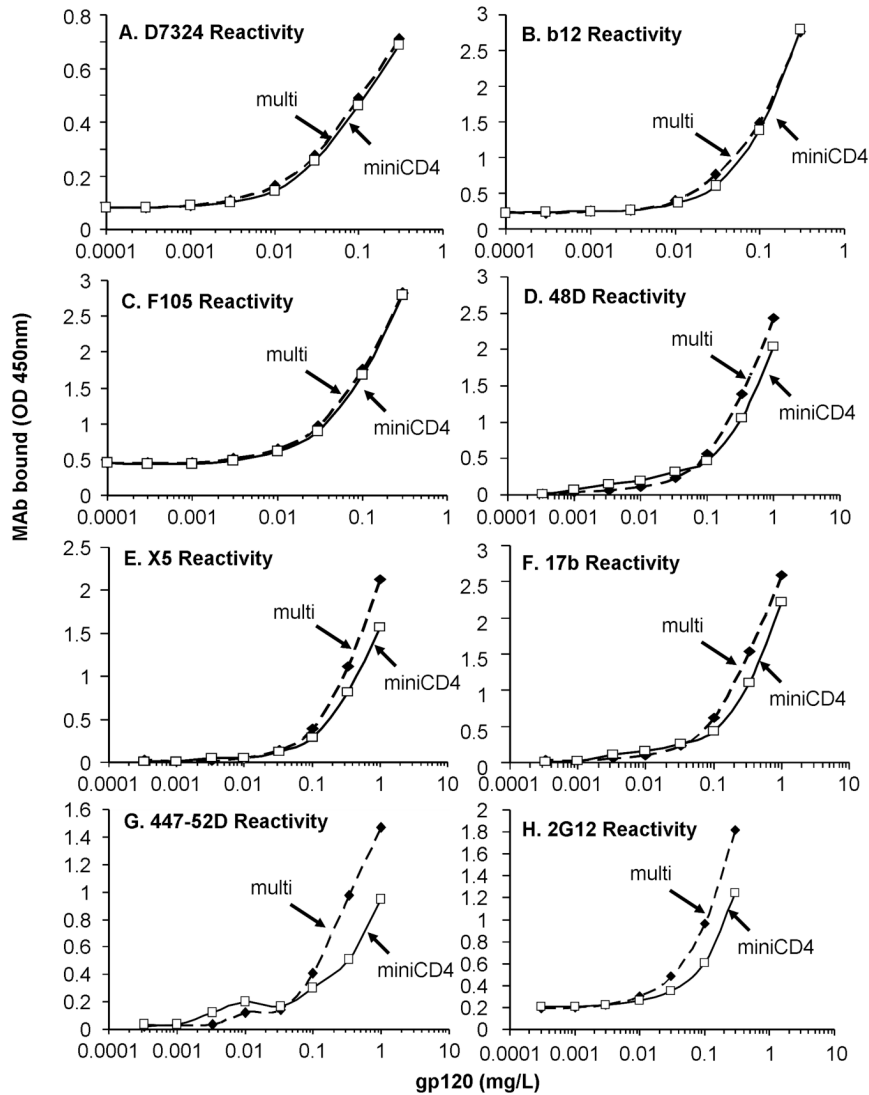 A. D7324 Reactivity
0.8
0.6
0.4
0.2
0
0.0001 0.001 0.01 0.1 1
multi
miniCD4
B. b12 Reactivity
3
2.5
2
1.5
1
0.5
0
0.0001 0.001 0.01 0.1 1
multi
miniCD4
C. F105 Reactivity
3
2.5
2
1.5
1
0.5
0
0.0001 0.001 0.01 0.1 1
multi
miniCD4
D. 48D Reactivity
3
2.5
2
1.5
1
0.5
0
0.0001 0.001 0.01 0.1 1 10
multi
miniCD4
E. X5 Reactivity
2.5
2
1.5
1
0.5
0
0.0001 0.001 0.01 0.1 1 10
multi
miniCD4
F. 17b Reactivity
3
2.5
2
1.5
1
0.5
0
0.0001 0.001 0.01 0.1 1 10
multi
miniCD4
G. 447-52D Reactivity
1.6
1.4
1.2
1
0.8
0.6
0.4
0.2
0
0.0001 0.001 0.01 0.1 1 10
multi
miniCD4
H. 2G12 Reactivity
2
1.8
1.6
1.4
1.2
1
0.8
0.6
0.4
0.2
0
0.0001 0.001 0.01 0.1 1 10
multi
miniCD4
MAb bound (OD 450nm)
gp120 (mg/L)